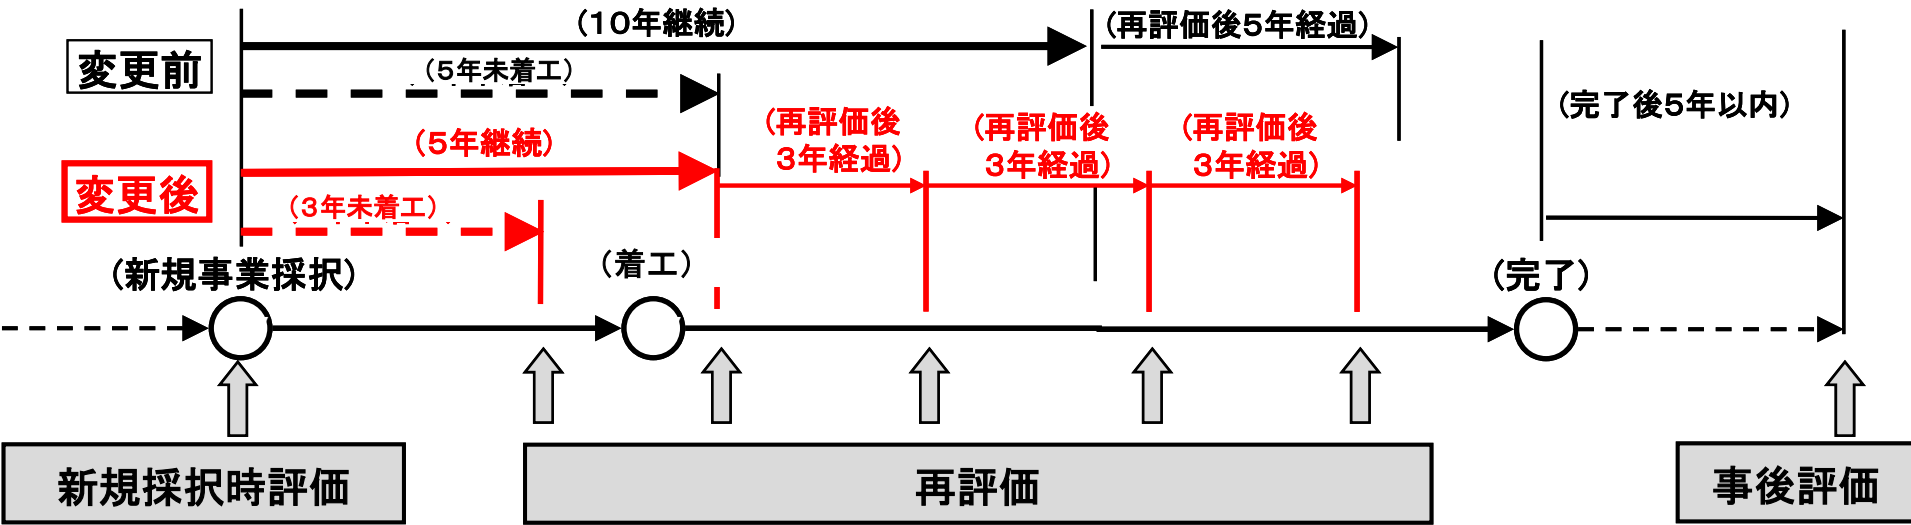 (10年継続)
(再評価後5年経過)
変更前
(5年未着工)
(完了後5年以内)
(再評価後
3年経過)
(再評価後
3年経過)
(再評価後
3年経過)
(5年継続)
変更後
(3年未着工)
(新規事業採択)
(着工)
(完了)
新規採択時評価
再評価
事後評価